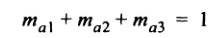 m_{a1} + m_{a2} + m_{a3} = 1